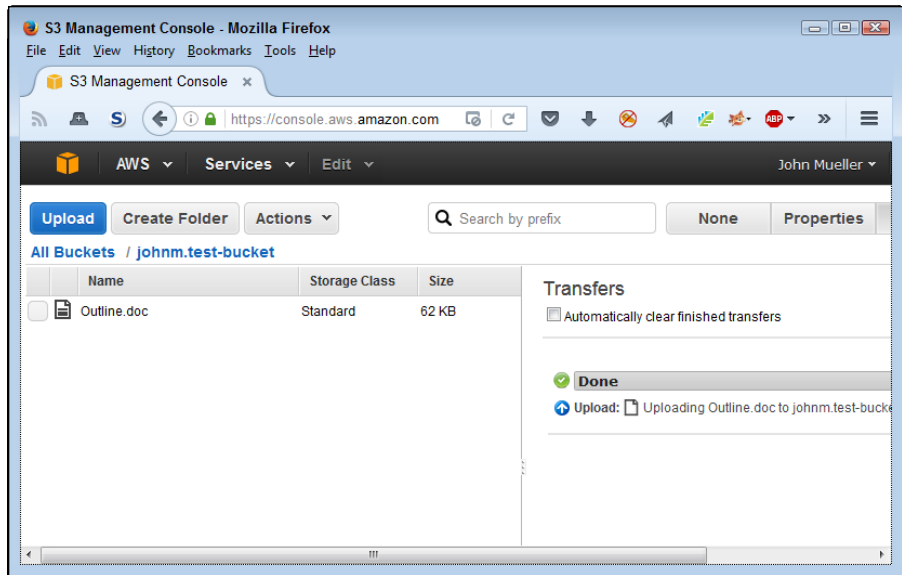 S3 Management Console - Mozilla Firefox
File Edit View History Bookmarks Tools Help
S3 Management Console
S) https://console.aws.amazon.com ABP
AWS Services Edit John Mueller
Upload Create Folder Actions Search by prefix None Properties
All Buckets / johnm.test-bucket
Name Storage Class Size
Outline.doc Standard 62 KB
Transfers
Automatically clear finished transfers
Done
Upload: Uploading Outline.doc to johnm.test-bucke